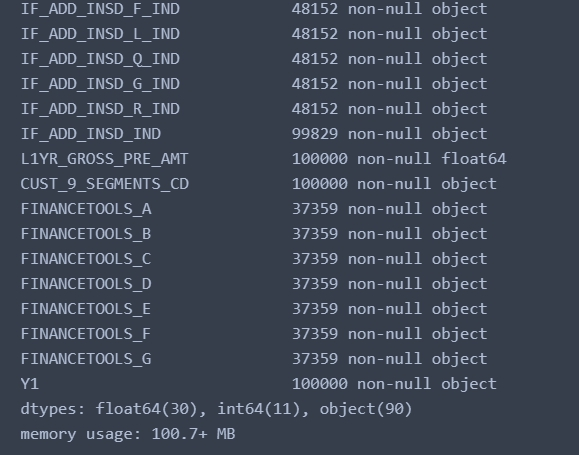 IF_ADD_INSD_F_IND 48152 non-null object
IF_ADD_INSD_L_IND 48152 non-null object
IF_ADD_INSD_Q_IND 48152 non-null object
IF_ADD_INSD_G_IND 48152 non-null object
IF_ADD_INSD_R_IND 48152 non-null object
IF_ADD_INSD_IND 99829 non-null object
L1YR_GROSS_PRE_AMT 100000 non-null float64
CUST_9_SEGMENTS_CD 100000 non-null object
FINANCETOOLS_A 37359 non-null object
FINANCETOOLS_B 37359 non-null object
FINANCETOOLS_C 37359 non-null object
FINANCETOOLS_D 37359 non-null object
FINANCETOOLS_E 37359 non-null object
FINANCETOOLS_F 37359 non-null object
FINANCETOOLS_G 37359 non-null object
Y1 100000 non-null object
dtypes: float64(30), int64(11), object(90)
memory usage: 100.7+ MB